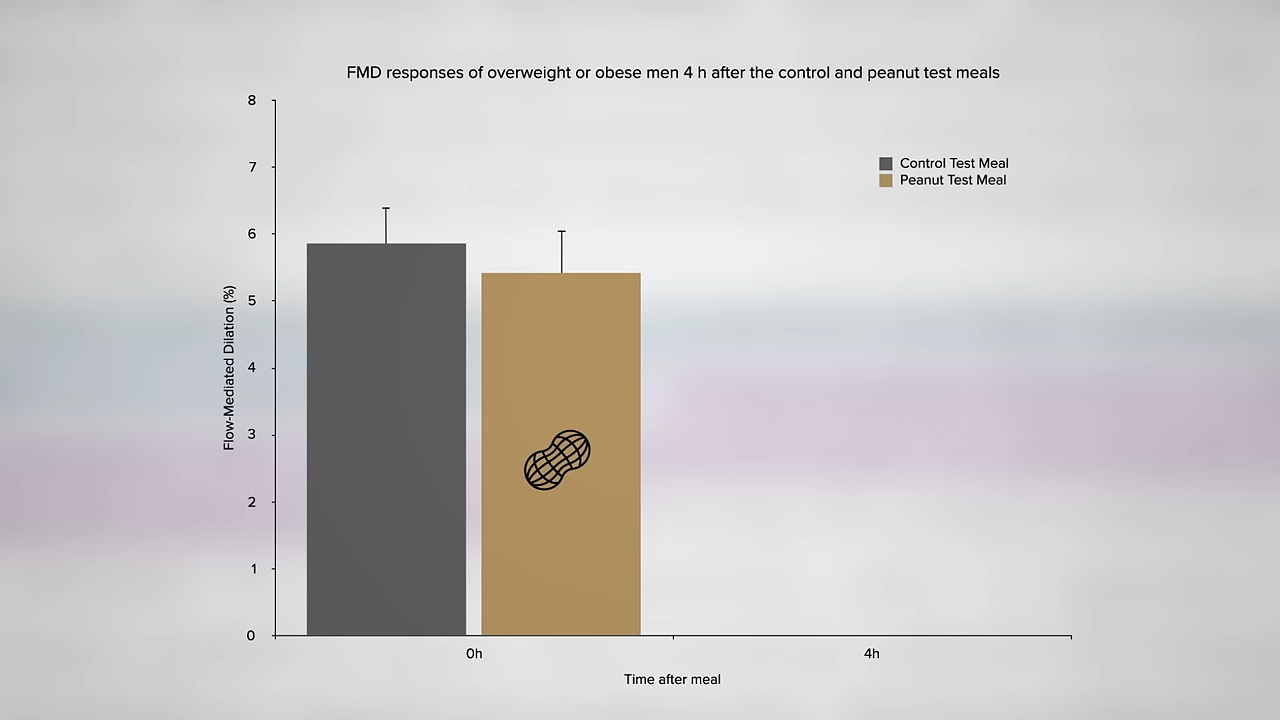 FMD responses of overweight or obese men 4 h after the control and peanut test meals
8
7
6
5
4
3
2
1
0
Flow-Mediated Dilation (%)
Control Test Meal
Peanut Test Meal
0h
4h
Time after meal